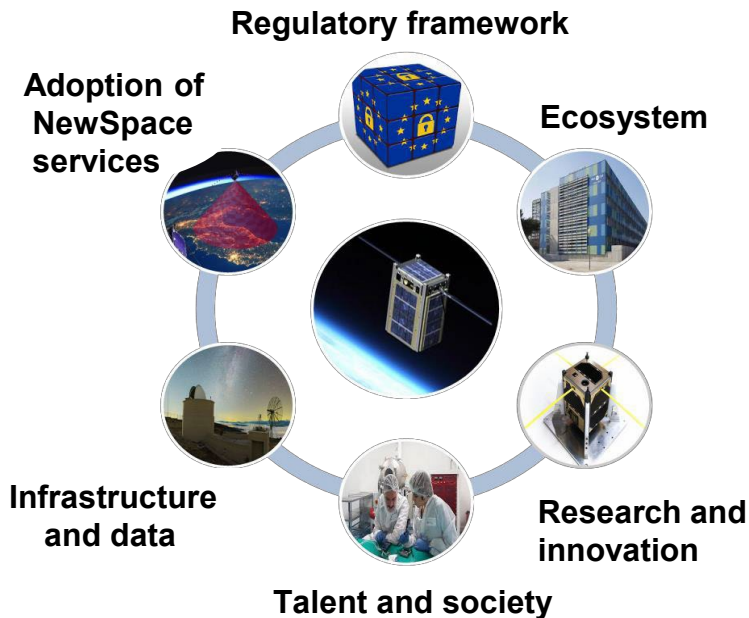 Regulatory framework
Adoption of
NewSpace
services
Ecosystem
Infrastructure
and data
Research and
innovation
Talent and society